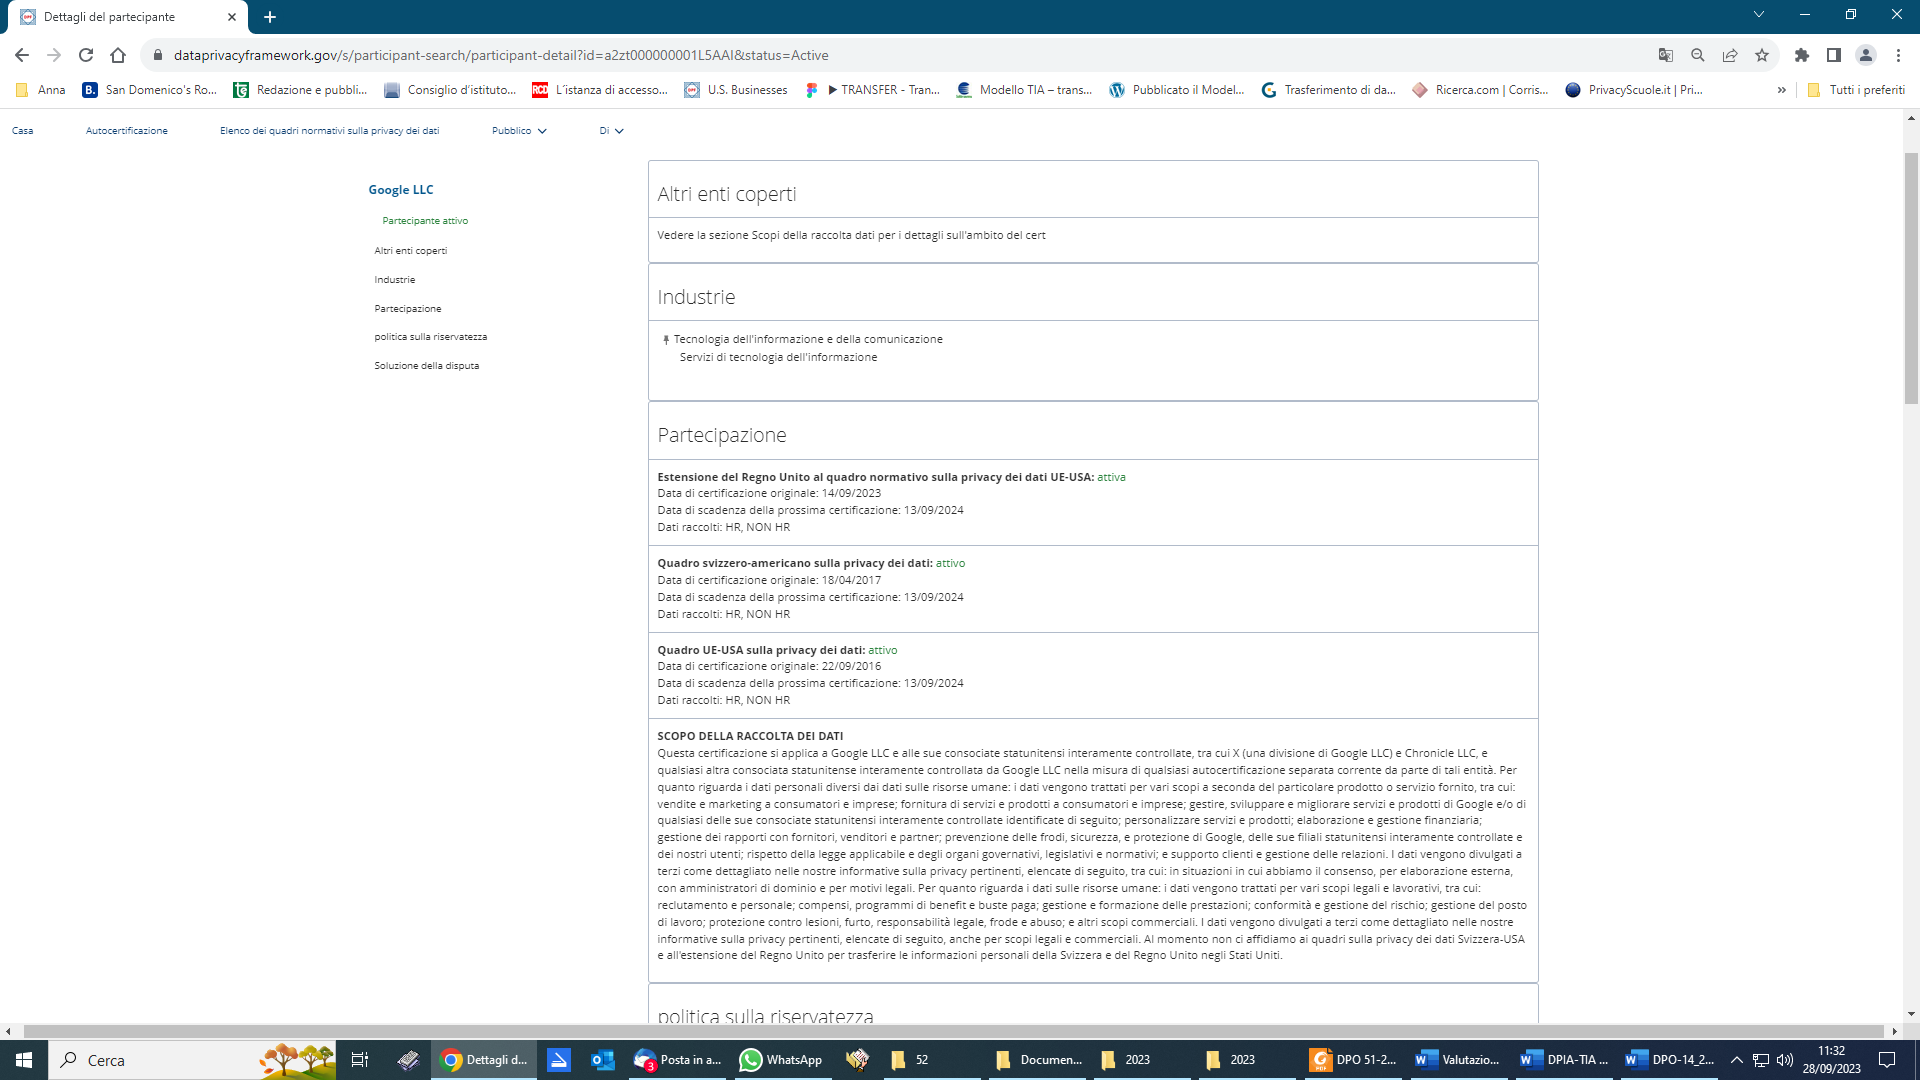 Dettagli del partecipante
dataprivacyframework.gov/s/participant-search/participant-detail?id=a2zt000000001L5AAI&status=Active
Anna
San Domenico's Ro...
Redazione e pubbli...
Consiglio d'istituto...
L'istanza di accesso...
U.S. Businesses
▶ TRANSFER - Tran...
Modello TIA – trans...
Pubblicato il Model...
Trasferimento di da...
Ricerca.com | Corris...
PrivacyScuole.it | Pri...
»
Tutti i preferiti
Casa
Autocertificazione
Elenco dei quadri normativi sulla privacy dei dati
Pubblico
Di
Google LLC
Partecipante attivo
Altri enti coperti
Industrie
Partecipazione
politica sulla riservatezza
Soluzione della disputa
Altri enti coperti
Vedere la sezione Scopi della raccolta dati per i dettagli sull'ambito del cert
Industrie
Tecnologia dell'informazione e della comunicazione
Servizi di tecnologia dell'informazione
Partecipazione
Estensione del Regno Unito al quadro normativo sulla privacy dei dati UE-USA: attiva
Data di certificazione originale: 14/09/2023
Data di scadenza della prossima certificazione: 13/09/2024
Dati raccolti: HR, NON HR
Quadro svizzero-americano sulla privacy dei dati: attivo
Data di certificazione originale: 18/04/2017
Data di scadenza della prossima certificazione: 13/09/2024
Dati raccolti: HR, NON HR
Quadro UE-USA sulla privacy dei dati: attivo
Data di certificazione originale: 22/09/2016
Data di scadenza della prossima certificazione: 13/09/2024
Dati raccolti: HR, NON HR
SCOPO DELLA RACCOLTA DEI DATI
Questa certificazione si applica a Google LLC e alle sue consociate statunitensi interamente controllate, tra cui X (una divisione di Google LLC) e Chronicle LLC, e
qualsiasi altra consociata statunitense interamente controllata da Google LLC nella misura di qualsiasi autocertificazione separata corrente da parte di tali entità. Per
quanto riguarda i dati personali diversi dai dati sulle risorse umane: i dati vengono trattati per vari scopi a seconda del particolare prodotto o servizio fornito, tra cui:
vendite e marketing a consumatori e imprese; fornitura di servizi e prodotti a consumatori e imprese; gestire, sviluppare e migliorare servizi e prodotti di Google e/o di
qualsiasi delle sue consociate statunitensi interamente controllate identificate di seguito; personalizzare servizi e prodotti; elaborazione e gestione finanziaria;
gestione dei rapporti con fornitori, venditori e partner; prevenzione delle frodi, sicurezza, e protezione di Google, delle sue filiali statunitensi interamente controllate e
dei nostri utenti; rispetto della legge applicabile e degli organi governativi, legislativi e normativi; e supporto clienti e gestione delle relazioni. I dati vengono divulgati a
terzi come dettagliato nelle nostre informative sulla privacy pertinenti, elencate di seguito, tra cui: in situazioni in cui abbiamo il consenso, per elaborazione esterna,
con amministratori di dominio e per motivi legali. Per quanto riguarda i dati sulle risorse umane: i dati vengono trattati per vari scopi legali e lavorativi, tra cui:
reclutamento e personale; compensi, programmi di benefit e buste paga; gestione e formazione delle prestazioni; conformità e gestione del rischio; gestione del posto
di lavoro; protezione contro lesioni, furto, responsabilità legale, frode e abuso; e altri scopi commerciali. I dati vengono divulgati a terzi come dettagliato nelle nostre
informative sulla privacy pertinenti, elencate di seguito, anche per scopi legali e commerciali. Al momento non ci affidiamo ai quadri sulla privacy dei dati Svizzera-USA
e all'estensione del Regno Unito per trasferire le informazioni personali della Svizzera e del Regno Unito negli Stati Uniti.
politica sulla riservatezza
Cerca
Dettagli d...
3
Posta in a...
WhatsApp
52
Documen...
2023
2023
DPO 51-2...
Valutazio...
DPIA-TIA ...
DPO-14_2...
11:32
28/09/2023